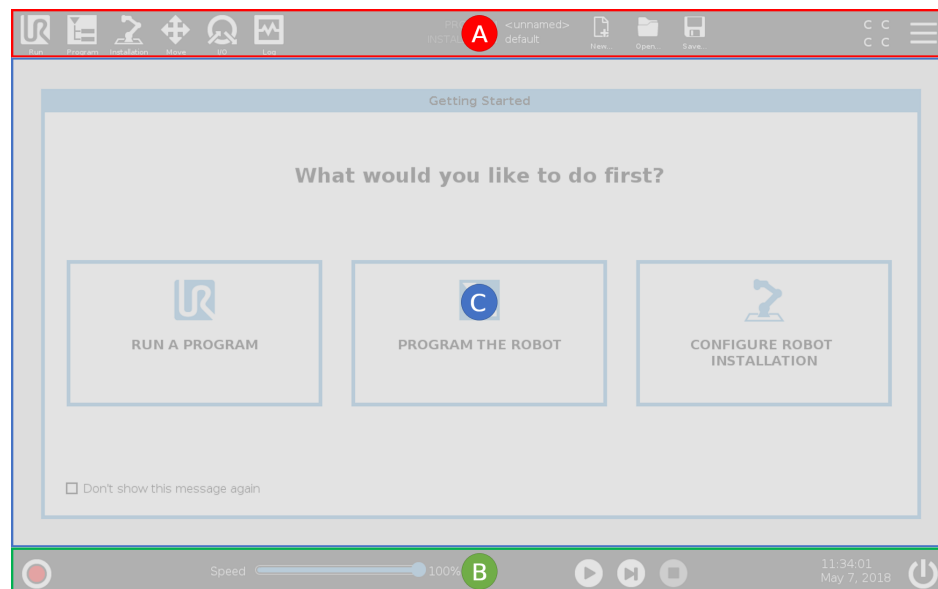 Run Program Installation Move I/O Log
<unnamed>
default
New... Open... Save...
C C
C C
A
Getting Started
What would you like to do first?
C
RUN A PROGRAM
PROGRAM THE ROBOT
CONFIGURE ROBOT
INSTALLATION
Don't show this message again
Speed 100%
B
11:34:01
May 7, 2018